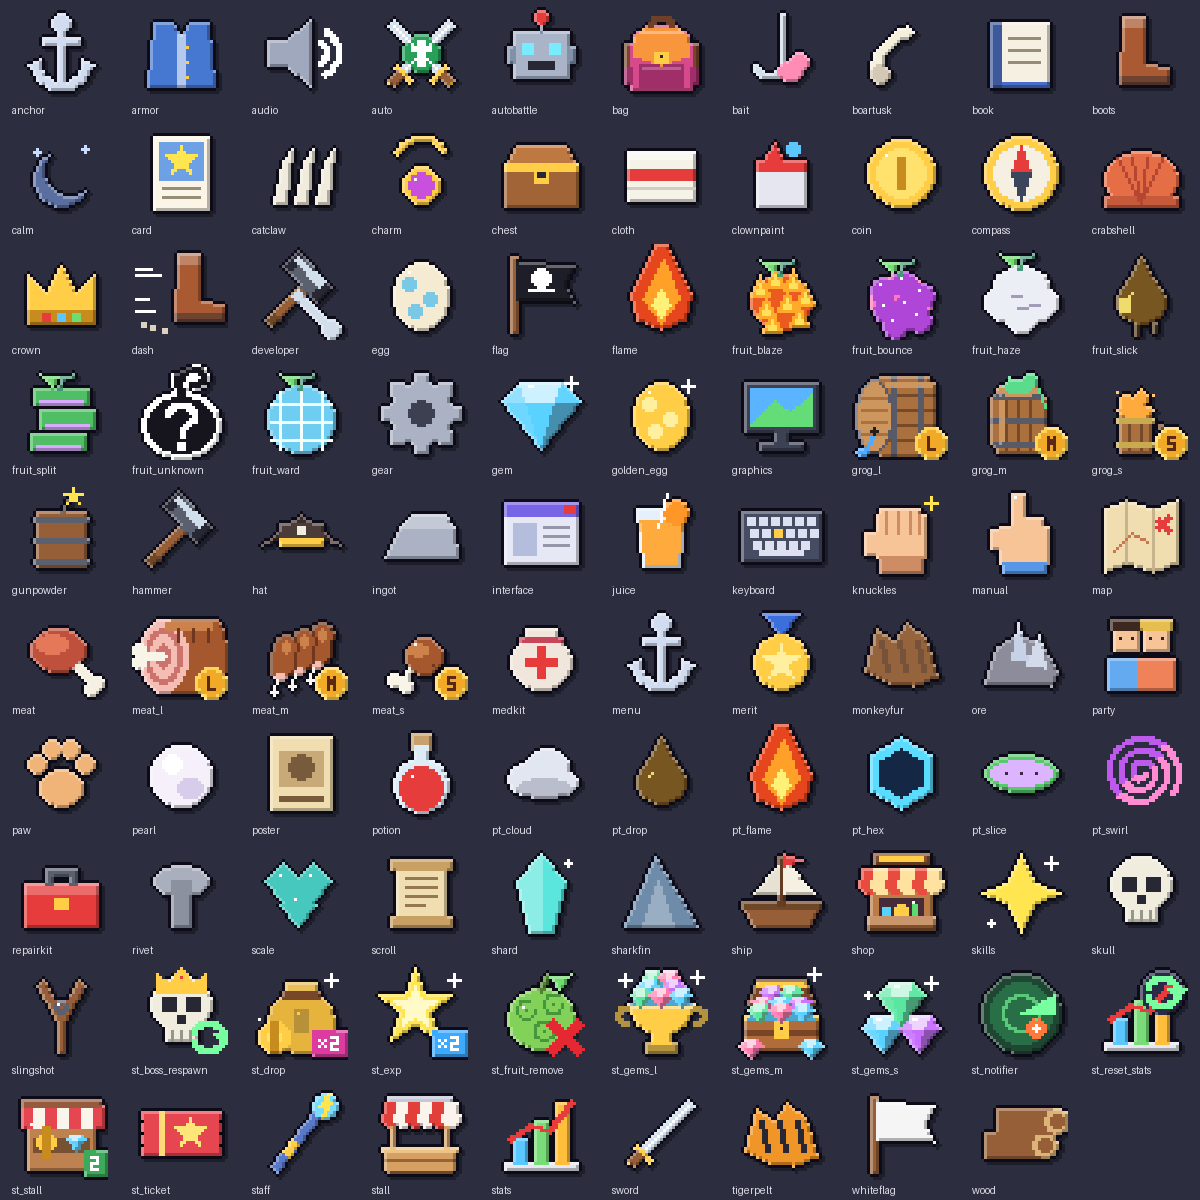 anchor armor audio auto autobattle bag bait boartusk book boots
calm card catclaw charm chest cloth clownpaint coin compass crabshell
crown dash developer egg flag flame fruit_blaze fruit_bounce fruit_haze fruit_slick
?
L M S
fruit_split fruit_unknown fruit_ward gear gem golden_egg graphics grog_l grog_m grog_s
gunpowder hammer hat ingot interface juice keyboard knuckles manual map
L M S
meat meat_l meat_m meat_s medkit menu merit monkeyfur ore party
paw pearl poster potion pt_cloud pt_drop pt_flame pt_hex pt_slice pt_swirl
repairkit rivet scale scroll shard sharkfin ship shop skills skull
x2 x2
slingshot st_boss_respawn st_drop st_exp st_fruit_remove st_gems_l st_gems_m st_gems_s st_notifier st_reset_stats
2
st_stall st_ticket staff stall stats sword tigerpelt whiteflag wood